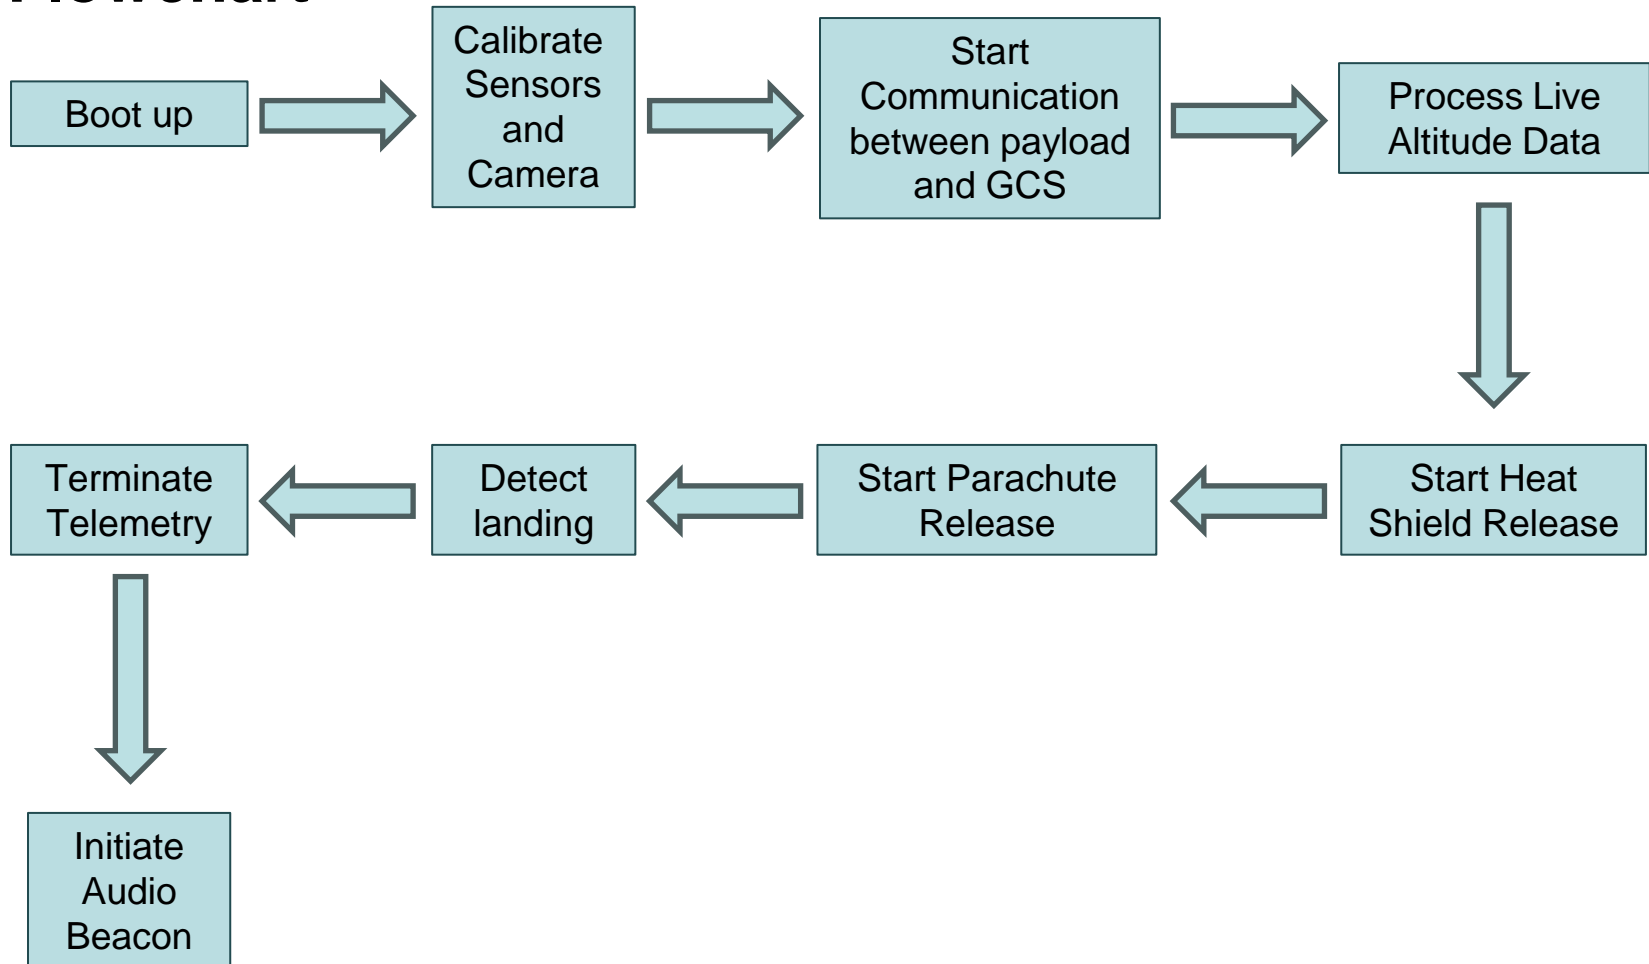 Flowchart
Boot up
Calibrate
Sensors
and
Camera
Start
Communication
between payload
and GCS
Process Live
Altitude Data
Start Heat
Shield Release
Start Parachute
Release
Detect
landing
Terminate
Telemetry
Initiate
Audio
Beacon